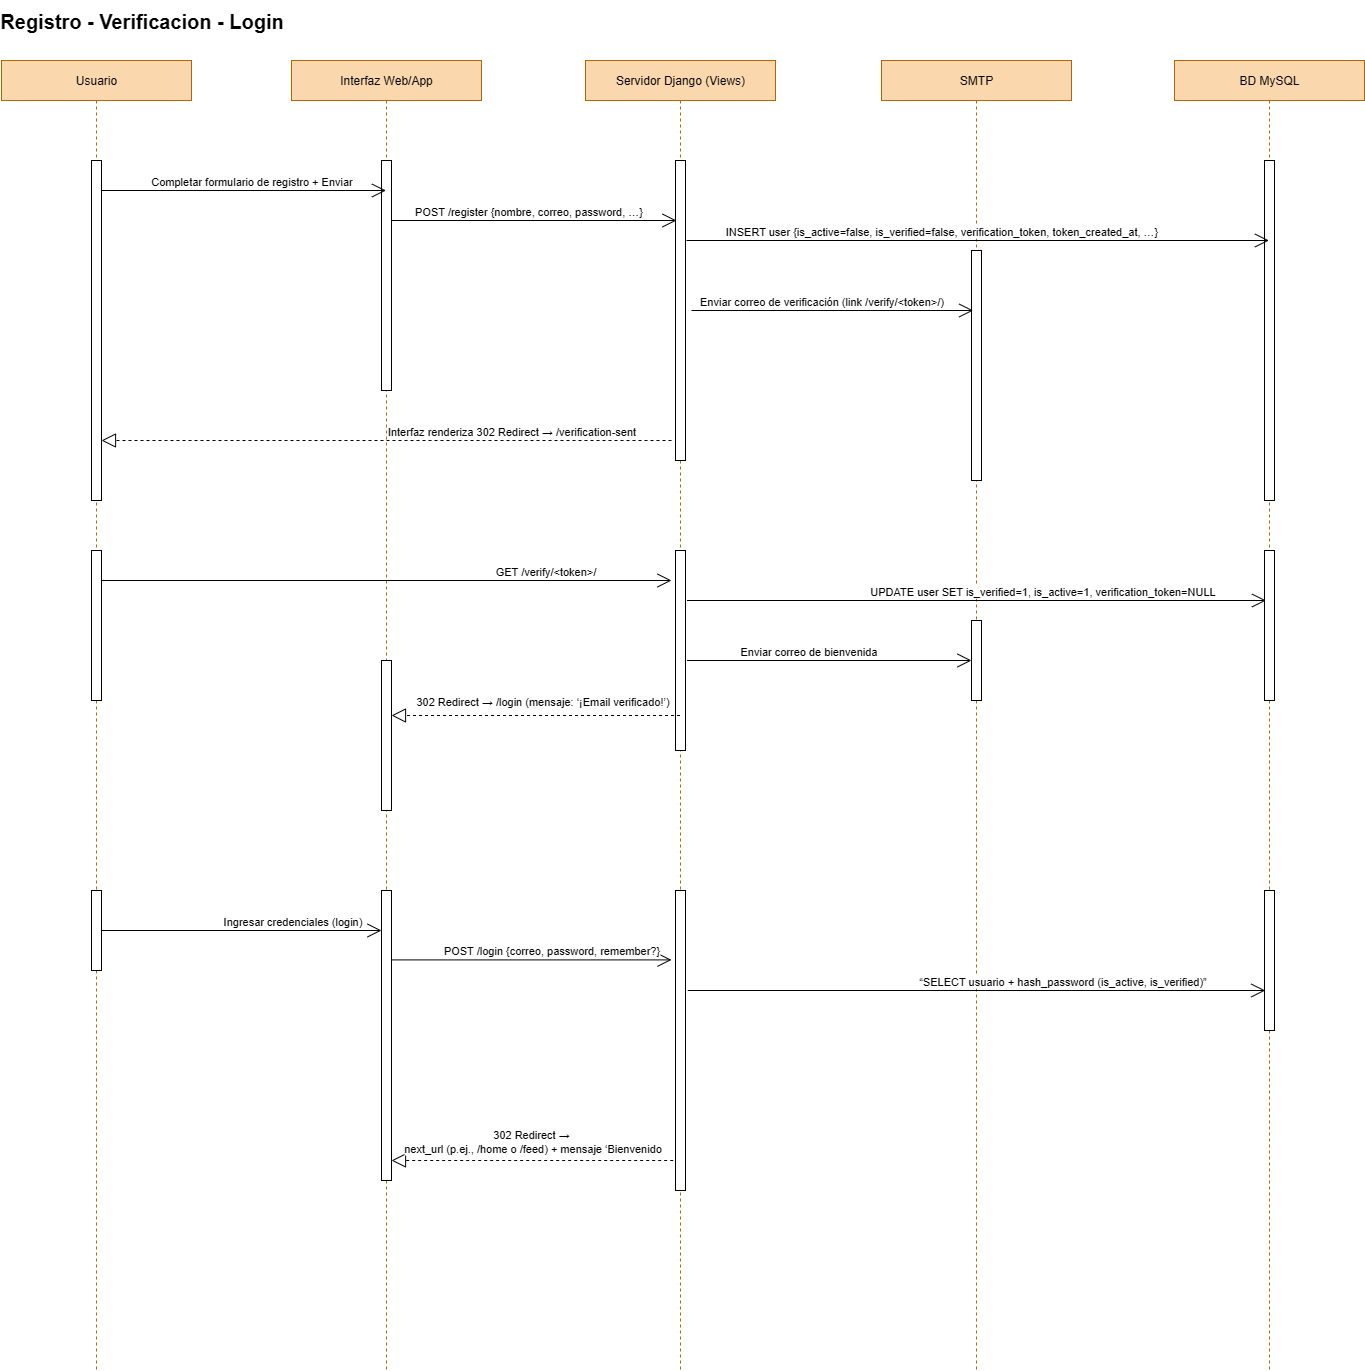 Registro - Verificacion - Login
Usuario
Interfaz Web/App
Servidor Django (Views)
SMTP
BD MySQL
Completar formulario de registro + Enviar
POST /register {nombre, correo, password, …}
INSERT user {is_active=false, is_verified=false, verification_token, token_created_at, …}
Enviar correo de verificación (link /verify/<token>/)
Interfaz renderiza 302 Redirect → /verification-sent
GET /verify/<token>/
UPDATE user SET is_verified=1, is_active=1, verification_token=NULL
Enviar correo de bienvenida
302 Redirect → /login (mensaje: ‘¡Email verificado!’)
Ingresar credenciales (login)
POST /login {correo, password, remember?}
“SELECT usuario + hash_password (is_active, is_verified)”
302 Redirect →
next_url (p.ej., /home o /feed) + mensaje ‘Bienvenido